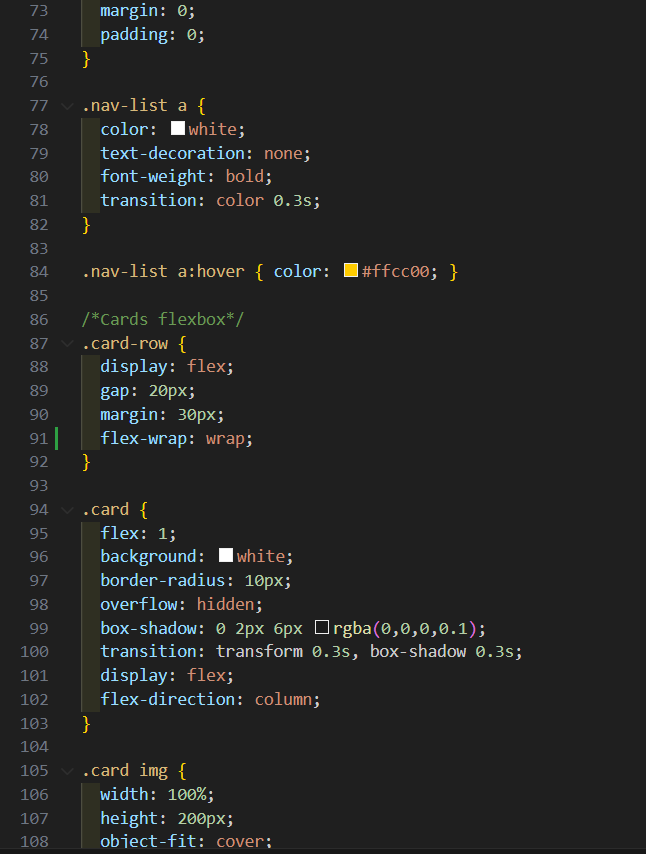 73 margin: 0;
74 padding: 0;
75 }
76
77 .nav-list a {
78 color: white;
79 text-decoration: none;
80 font-weight: bold;
81 transition: color 0.3s;
82 }
83
84 .nav-list a:hover { color: #ffcc00; }
85
86 /*Cards flexbox*/
87 .card-row {
88 display: flex;
89 gap: 20px;
90 margin: 30px;
91 flex-wrap: wrap;
92 }
93
94 .card {
95 flex: 1;
96 background: white;
97 border-radius: 10px;
98 overflow: hidden;
99 box-shadow: 0 2px 6px rgba(0,0,0,0.1);
100 transition: transform 0.3s, box-shadow 0.3s;
101 display: flex;
102 flex-direction: column;
103 }
104
105 .card img {
106 width: 100%;
107 height: 200px;
108 object-fit: cover;